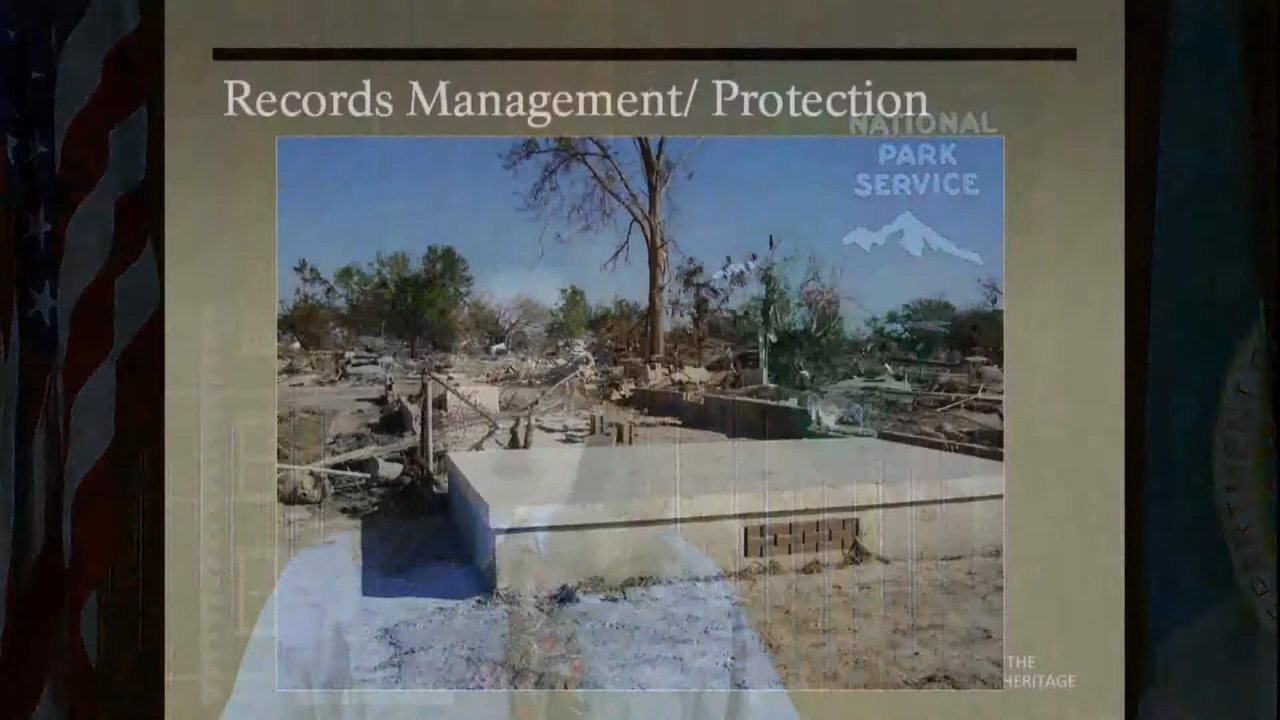 Records Management/ Protection
NATIONAL
PARK
SERVICE
THE
HERITAGE